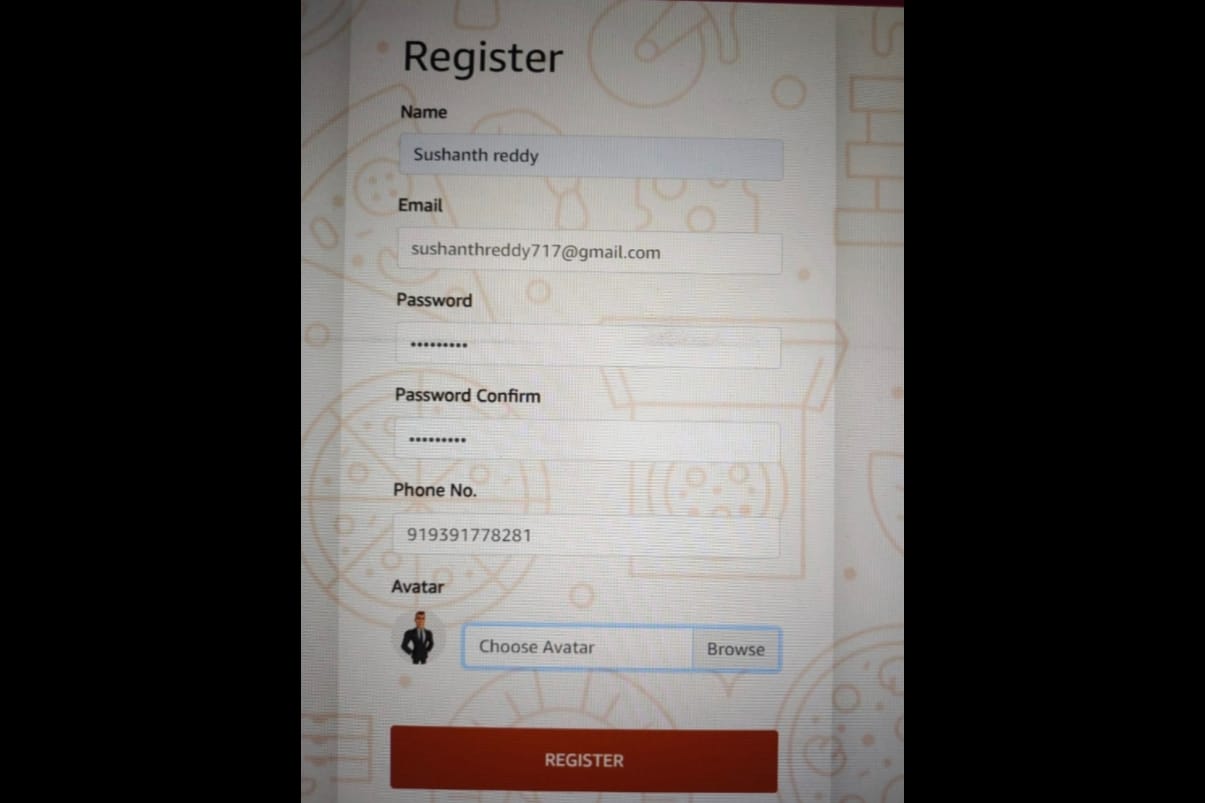 Register
Name
Sushanth reddy
Email
sushanthreddy717@gmail.com
Password
•••••••••
Password Confirm
•••••••••
Phone No.
919391778281
Avatar
Choose Avatar Browse
REGISTER